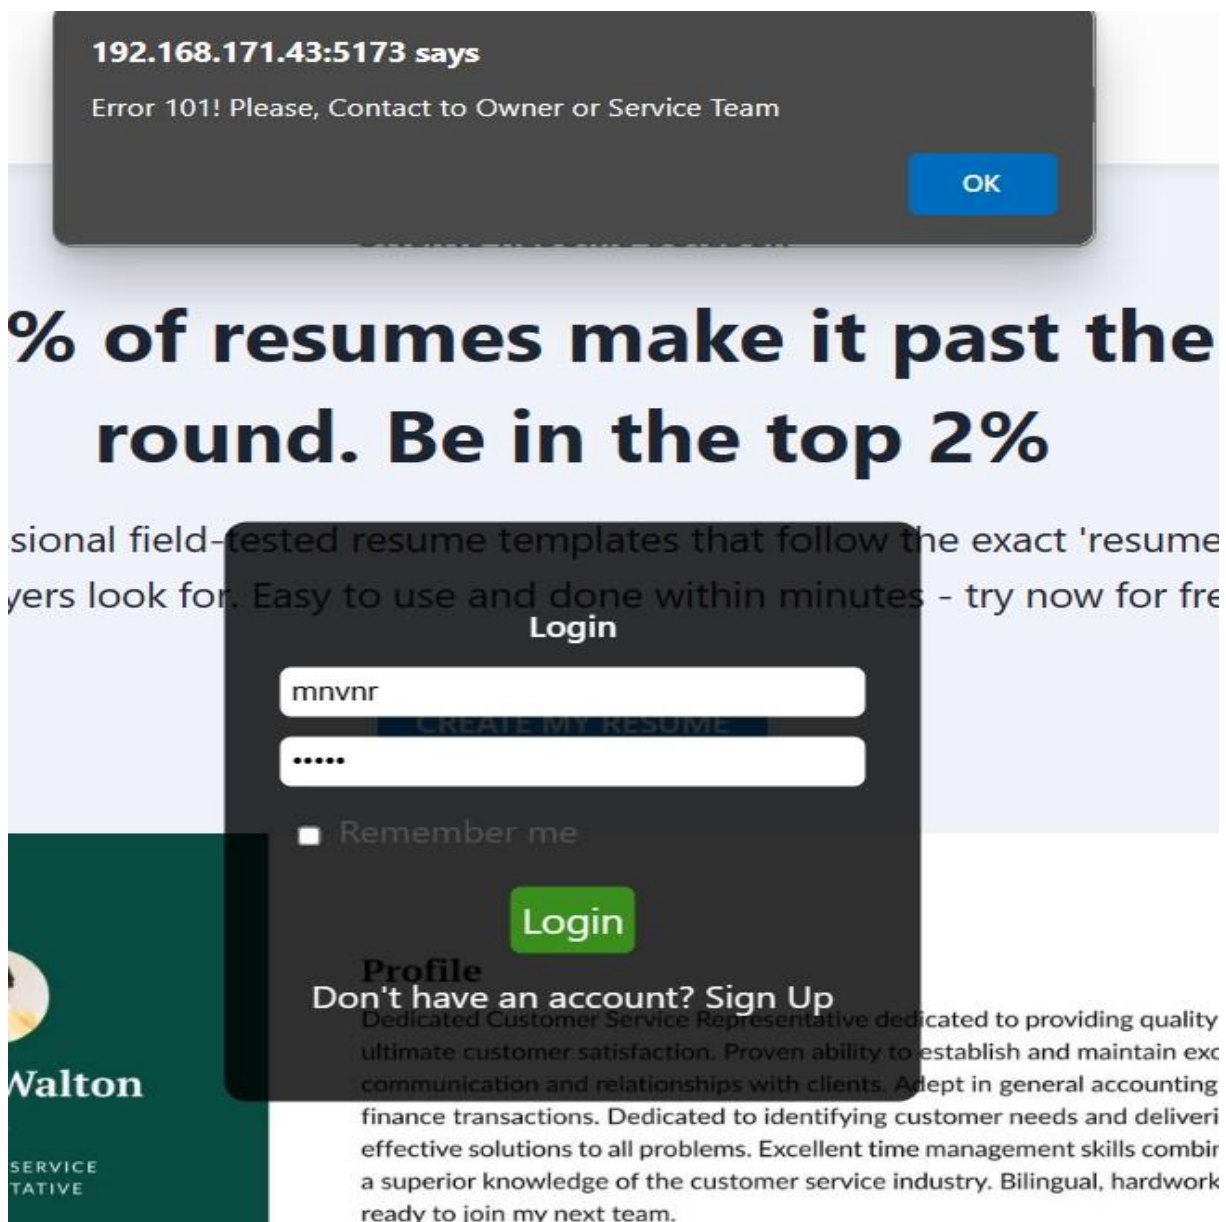 192.168.171.43:5173 says
Error 101! Please, Contact to Owner or Service Team
OK
% of resumes make it past the
round. Be in the top 2%
sional field-tested resume templates that follow the exact 'resume
yers look for. Easy to use and done within minutes - try now for fre
Login
mnvnr
CREATE MY RESUME
•••••
Remember me
Login
Profile
Don't have an account? Sign Up
Dedicated Customer Service Representative dedicated to providing quality
ultimate customer satisfaction. Proven ability to establish and maintain exc
Walton
communication and relationships with clients. Adept in general accounting
finance transactions. Dedicated to identifying customer needs and deliveri
effective solutions to all problems. Excellent time management skills combin
SERVICE
TATIVE
a superior knowledge of the customer service industry. Bilingual, hardwork
ready to join my next team.